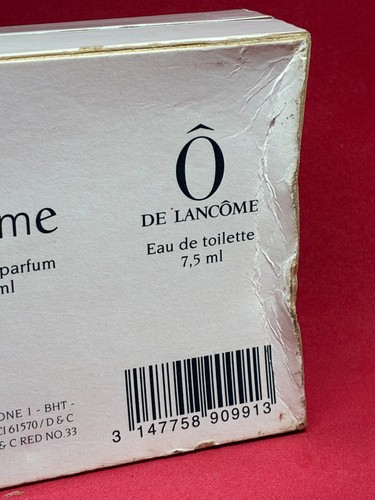 me
parfum
ml
Ô
DE LANCÔME
Eau de toilette
7,5 ml
ONE 1 - BHT -
CI 61570 / D & C
& C RED NO.33
3 147758 909913